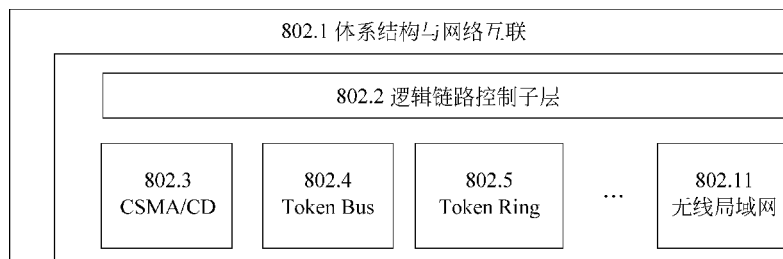 802.1 体系结构与网络互联
802.2 逻辑链路控制子层
802.3
CSMA/CD
802.4
Token Bus
802.5
Token Ring
…
802.11
无线局域网